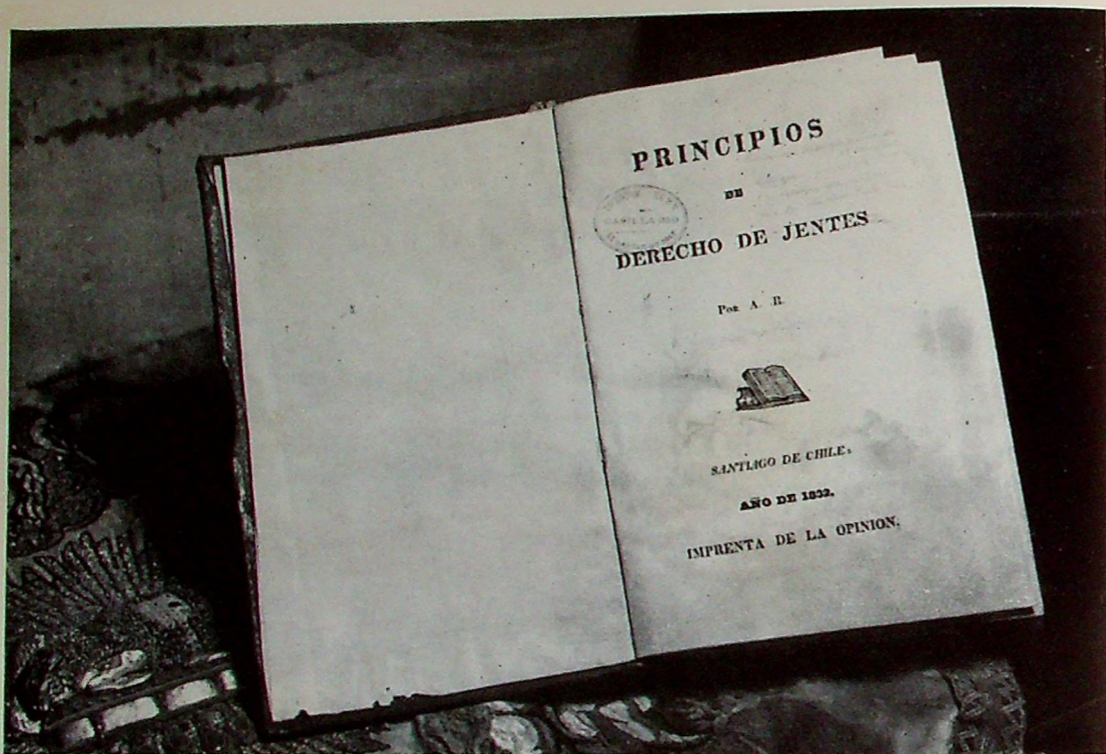 PRINCIPIOS
DE
DERECHO DE JENTES
Por A. B.
SANTIAGO DE CHILE:
AÑO DE 1832.
IMPRENTA DE LA OPINION.